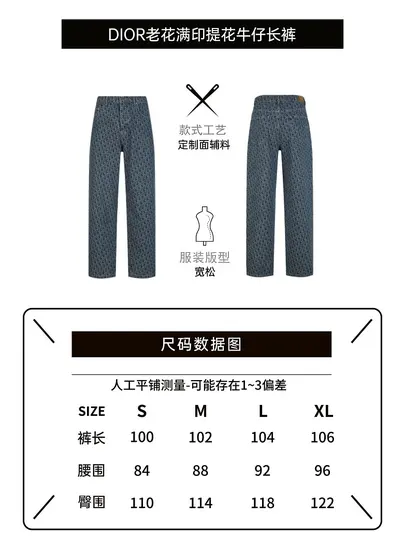 DIOR老花满印提花牛仔长裤
款式工艺
定制面辅料
服装版型
宽松
尺码数据图
人工平铺测量-可能存在1~3偏差
SIZE S M L XL
裤长 100 102 104 106
腰围 84 88 92 96
臀围 110 114 118 122